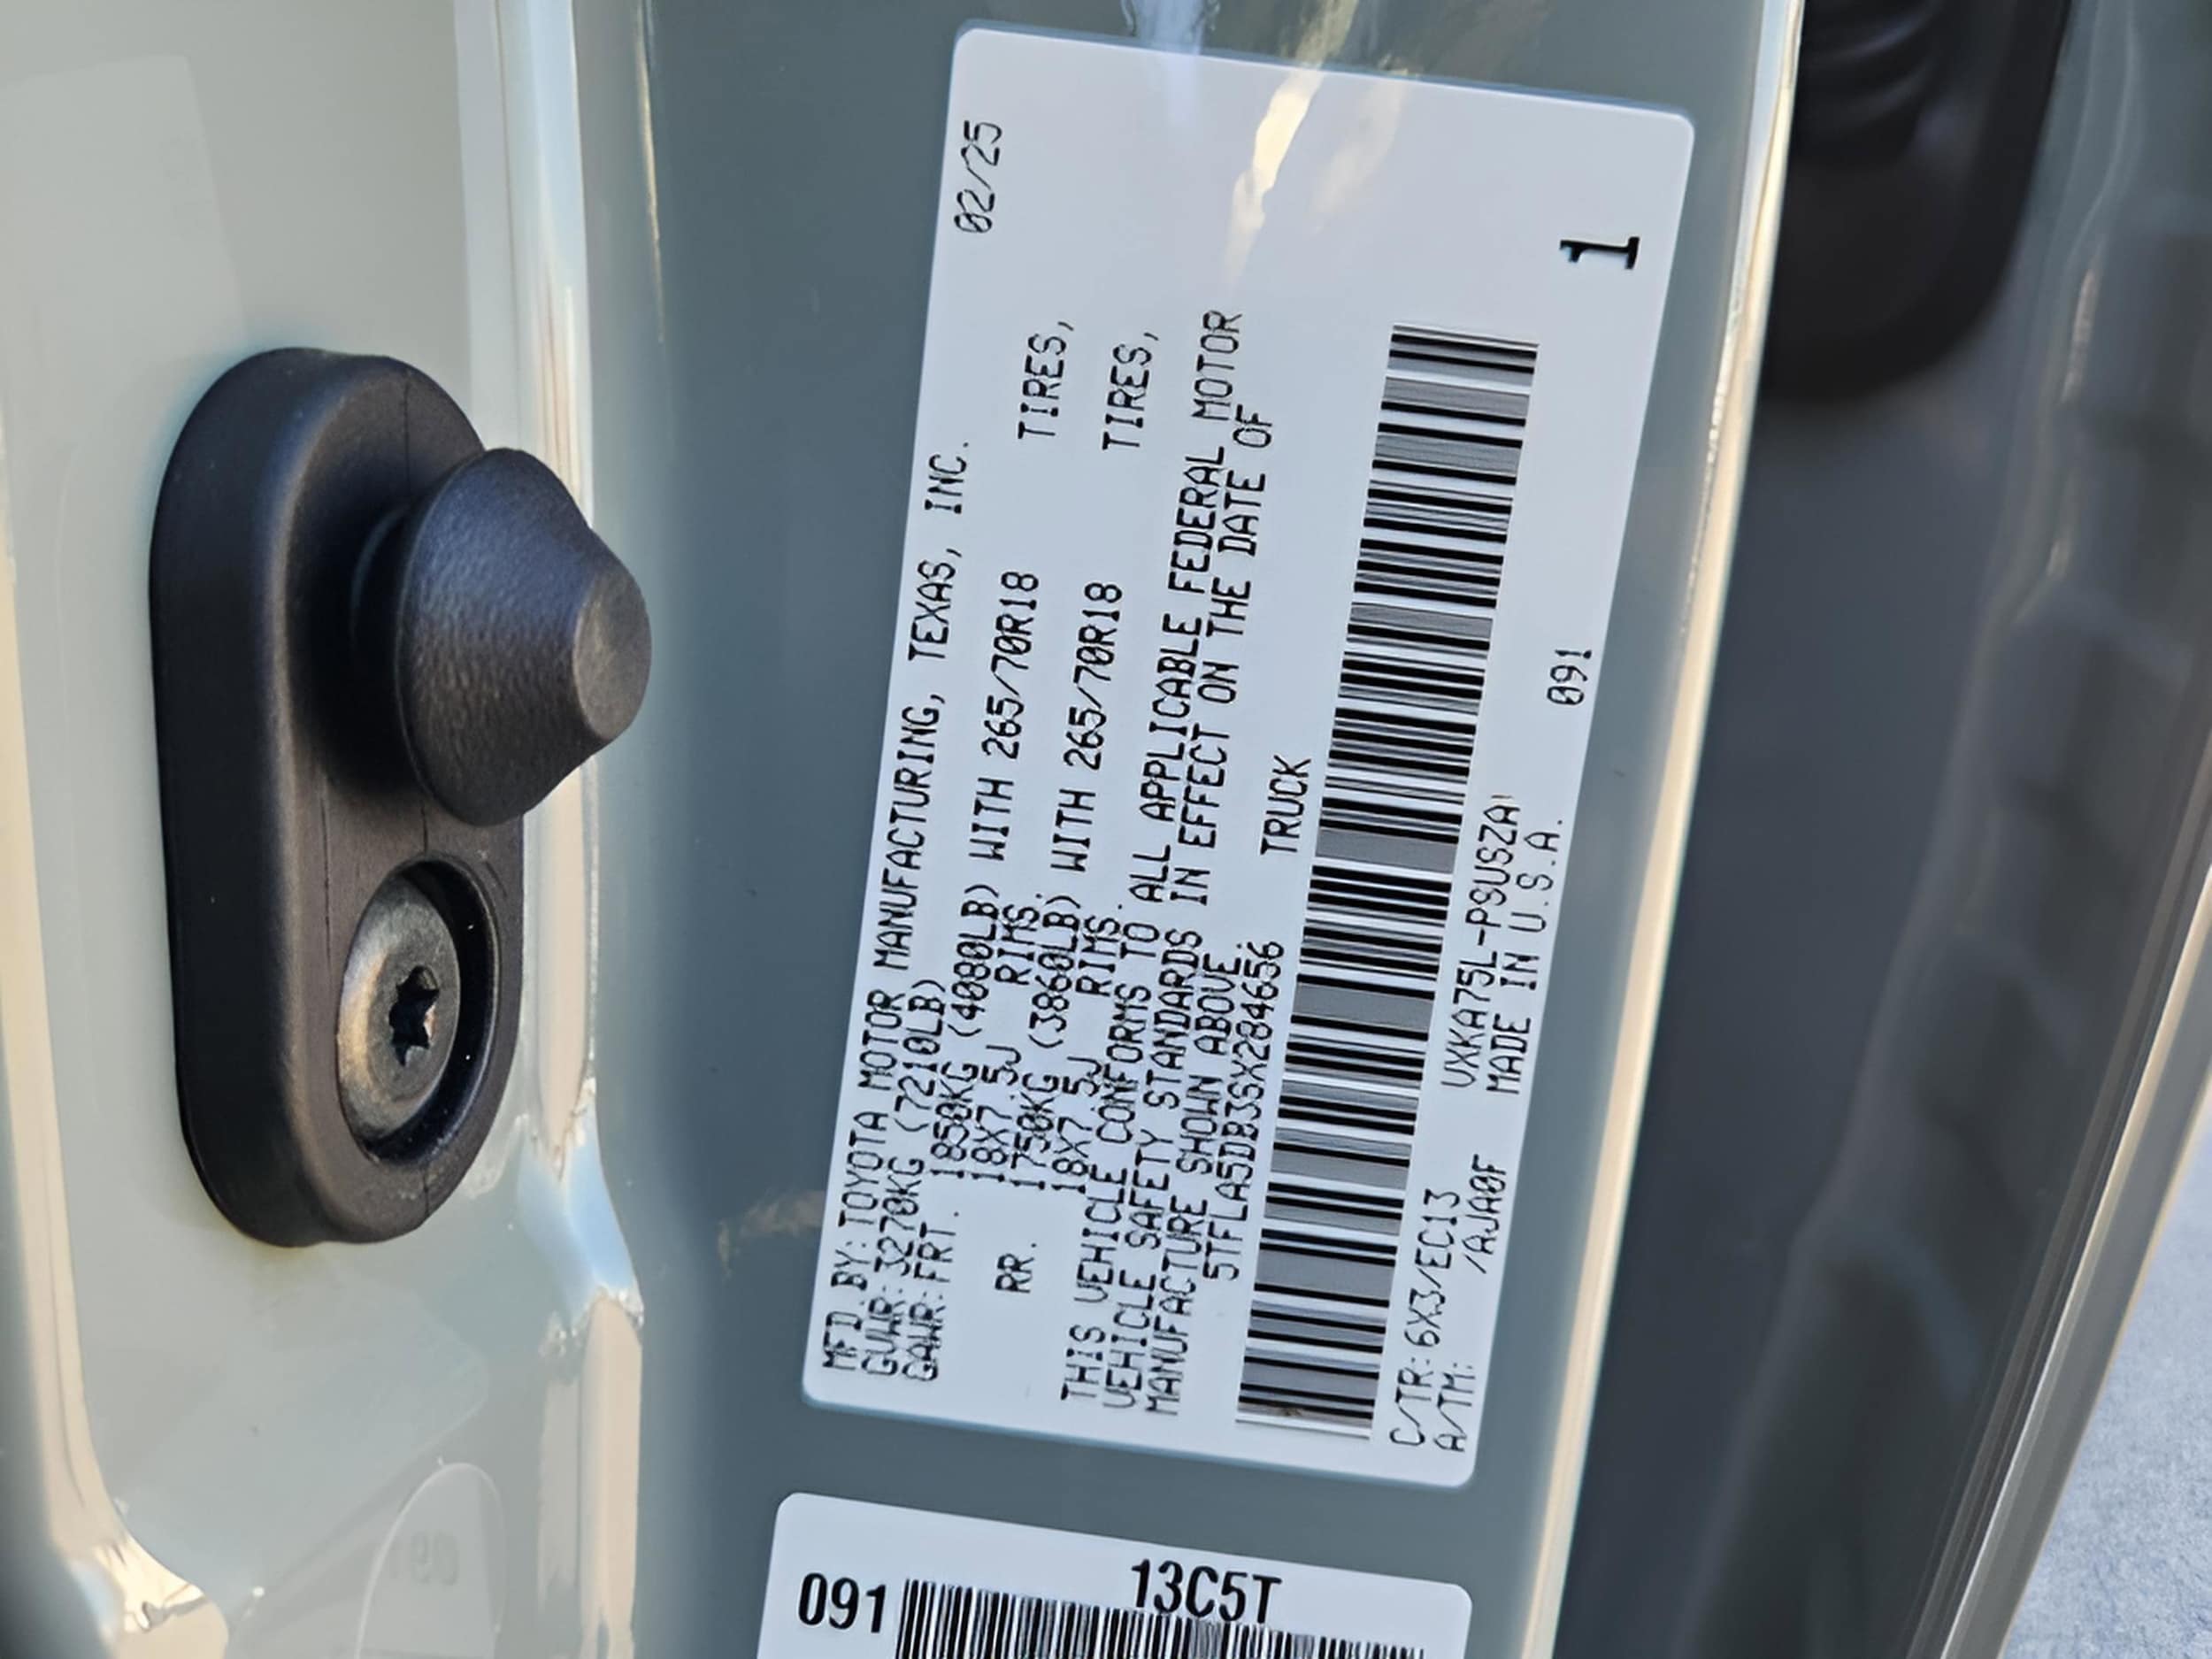 MFD.BY:TOYOTA MOTOR MANUFACTURING, TEXAS, INC. 02/25
GVWR:3270KG(7210LB)
GAWR:FRT. 1850KG(4080LB) WITH 265/70R18 TIRES,
18X7.5J RIMS.
RR. 1750KG(3860LB) WITH 265/70R18 TIRES,
18X7.5J RIMS.
THIS VEHICLE CONFORMS TO ALL APPLICABLE FEDERAL MOTOR
VEHICLE SAFETY STANDARDS IN EFFECT ON THE DATE OF
MANUFACTURE SHOWN ABOVE.
5TFLA5DB3SX284656 TRUCK
C/TR:6X3/EC13 VXKA75L-PSUSZA
A/TM: /AJA0F MADE IN U.S.A. 091
1
091
13C5T